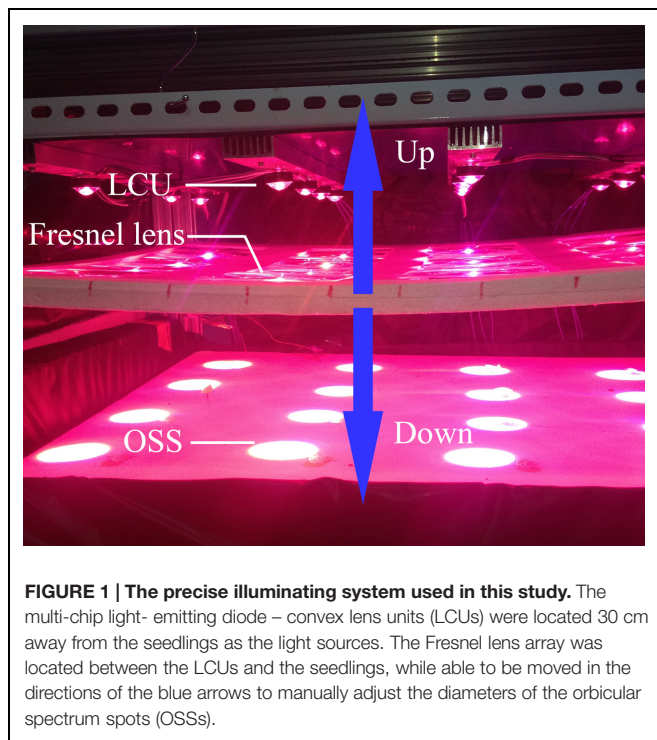 Up
LCU
Fresnel lens
OSS
Down
FIGURE 1 | The precise illuminating system used in this study. The
multi-chip light- emitting diode – convex lens units (LCUs) were located 30 cm
away from the seedlings as the light sources. The Fresnel lens array was
located between the LCUs and the seedlings, while able to be moved in the
directions of the blue arrows to manually adjust the diameters of the orbicular
spectrum spots (OSSs).